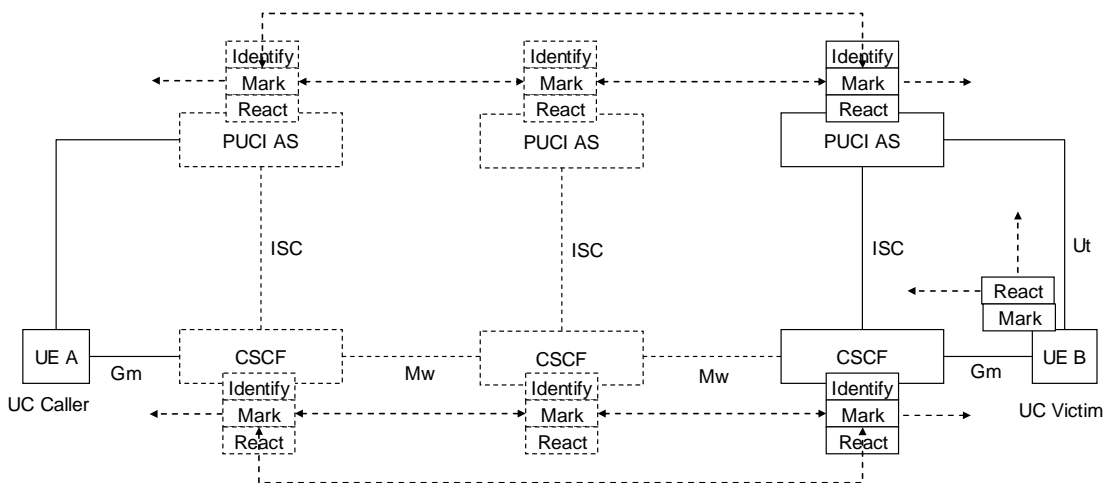 Identify
Mark
React
PUCI AS
Identify
Mark
React
PUCI AS
Identify
Mark
React
PUCI AS
ISC
ISC
ISC
Ut
React
Mark
UE A
Gm
UC Caller
CSCF
Mw
CSCF
Mw
CSCF
Gm
UE B
UC Victim
Identify
Mark
React
Identify
Mark
React
Identify
Mark
React